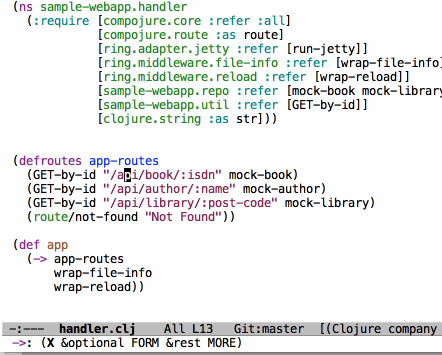 (ns sample-webapp.handler
(:require [compojure.core :refer :all]
[compojure.route :as route]
[ring.adapter.jetty :refer [run-jetty]]
[ring.middleware.file-info :refer [wrap-file-info]
[ring.middleware.reload :refer [wrap-reload]]
[sample-webapp.repo :refer [mock-book mock-library
[sample-webapp.util :refer [GET-by-id]]
[clojure.string :as str]))
(defroutes app-routes
(GET-by-id "/api/book/:isdn" mock-book)
(GET-by-id "/api/author/:name" mock-author)
(GET-by-id "/api/library/:post-code" mock-library)
(route/not-found "Not Found"))
(def app
(-> app-routes
wrap-file-info
wrap-reload))
-:--- handler.clj All L13 Git:master [(Clojure company
->: (X &optional FORM &rest MORE)